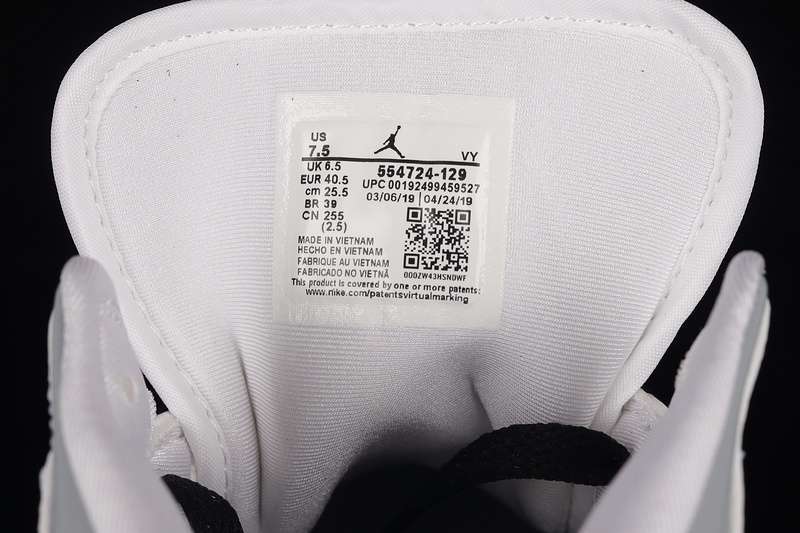 US
7.5 VY
UK 6.5
554724-129
EUR 40.5
UPC 00192499459527
cm 25.5
03/06/19 | 04/24/19
BR 39
CN 255
(2.5)
MADE IN VIETNAM
HECHO EN VIETNAM
FABRIQUE AU VIETNAM
FABRICADO NO VIETNÃ
000ZW43HSNDWF
This product is covered by one or more patents:
www.nike.com/patentsvirtualmarking